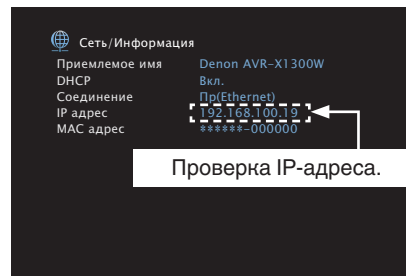 Сеть/Информация
Приемлемое имя Denon AVR-X1300W
DHCP Вкл.
Соединение Пр(Ethernet)
IP адрес 192.168.100.19
MAC адрес ******-000000
Проверка IP-адреса.